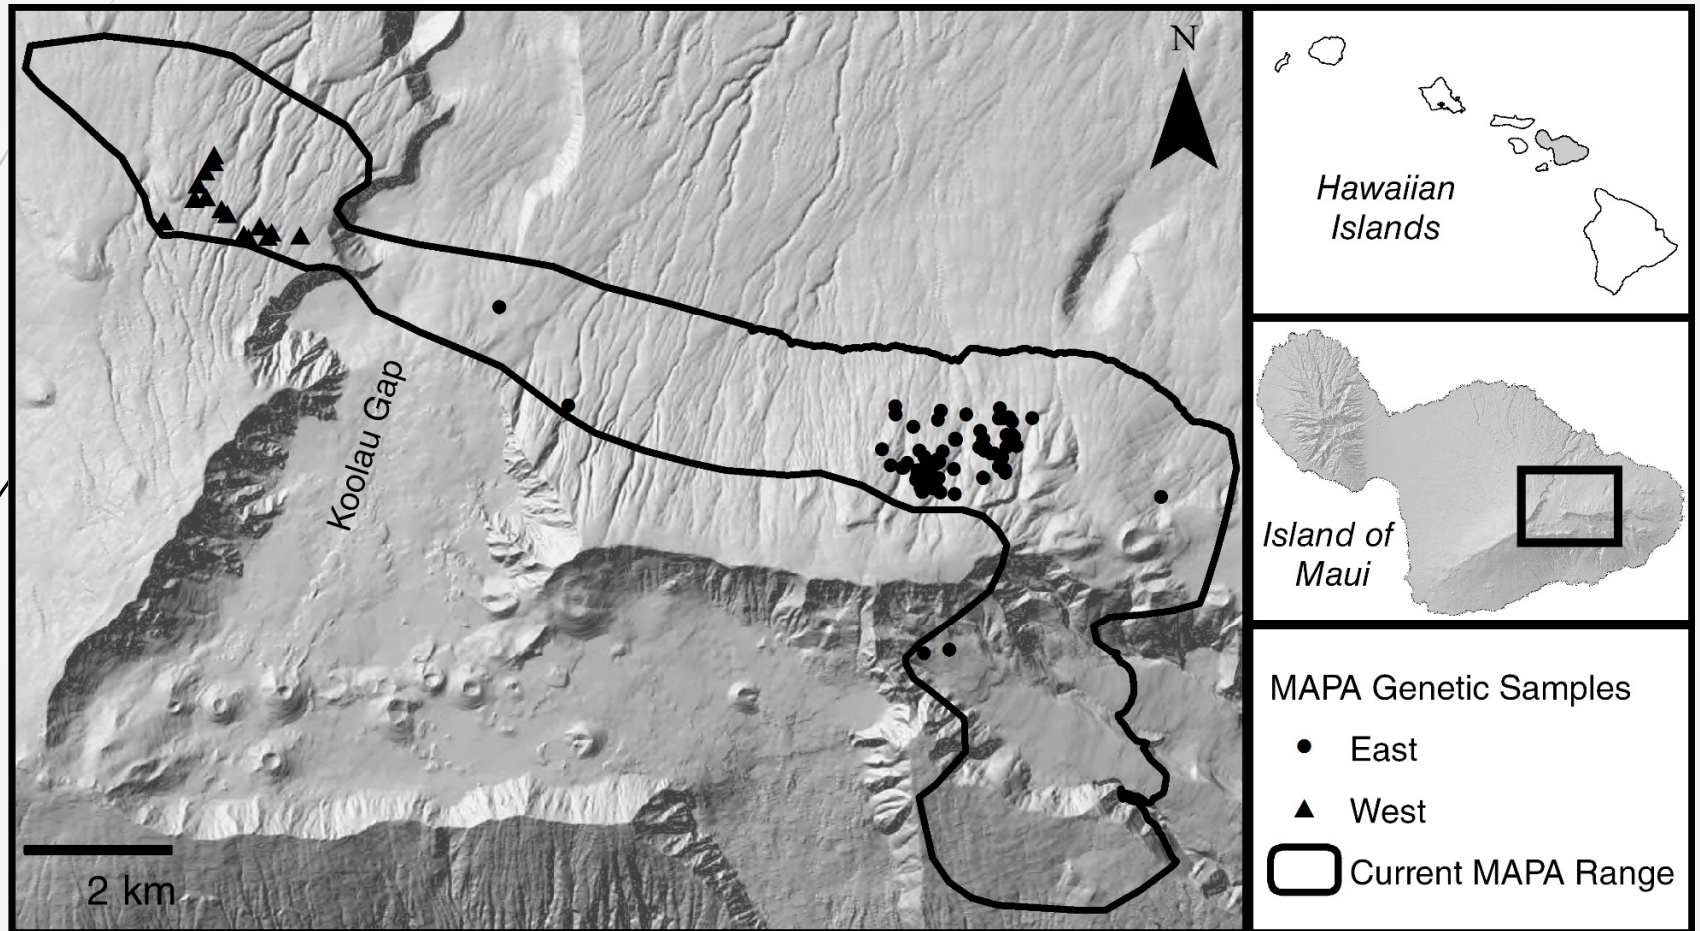 N
Koolau Gap
2 km
Hawaiian
Islands
Island of
Maui
MAPA Genetic Samples
East
West
Current MAPA Range